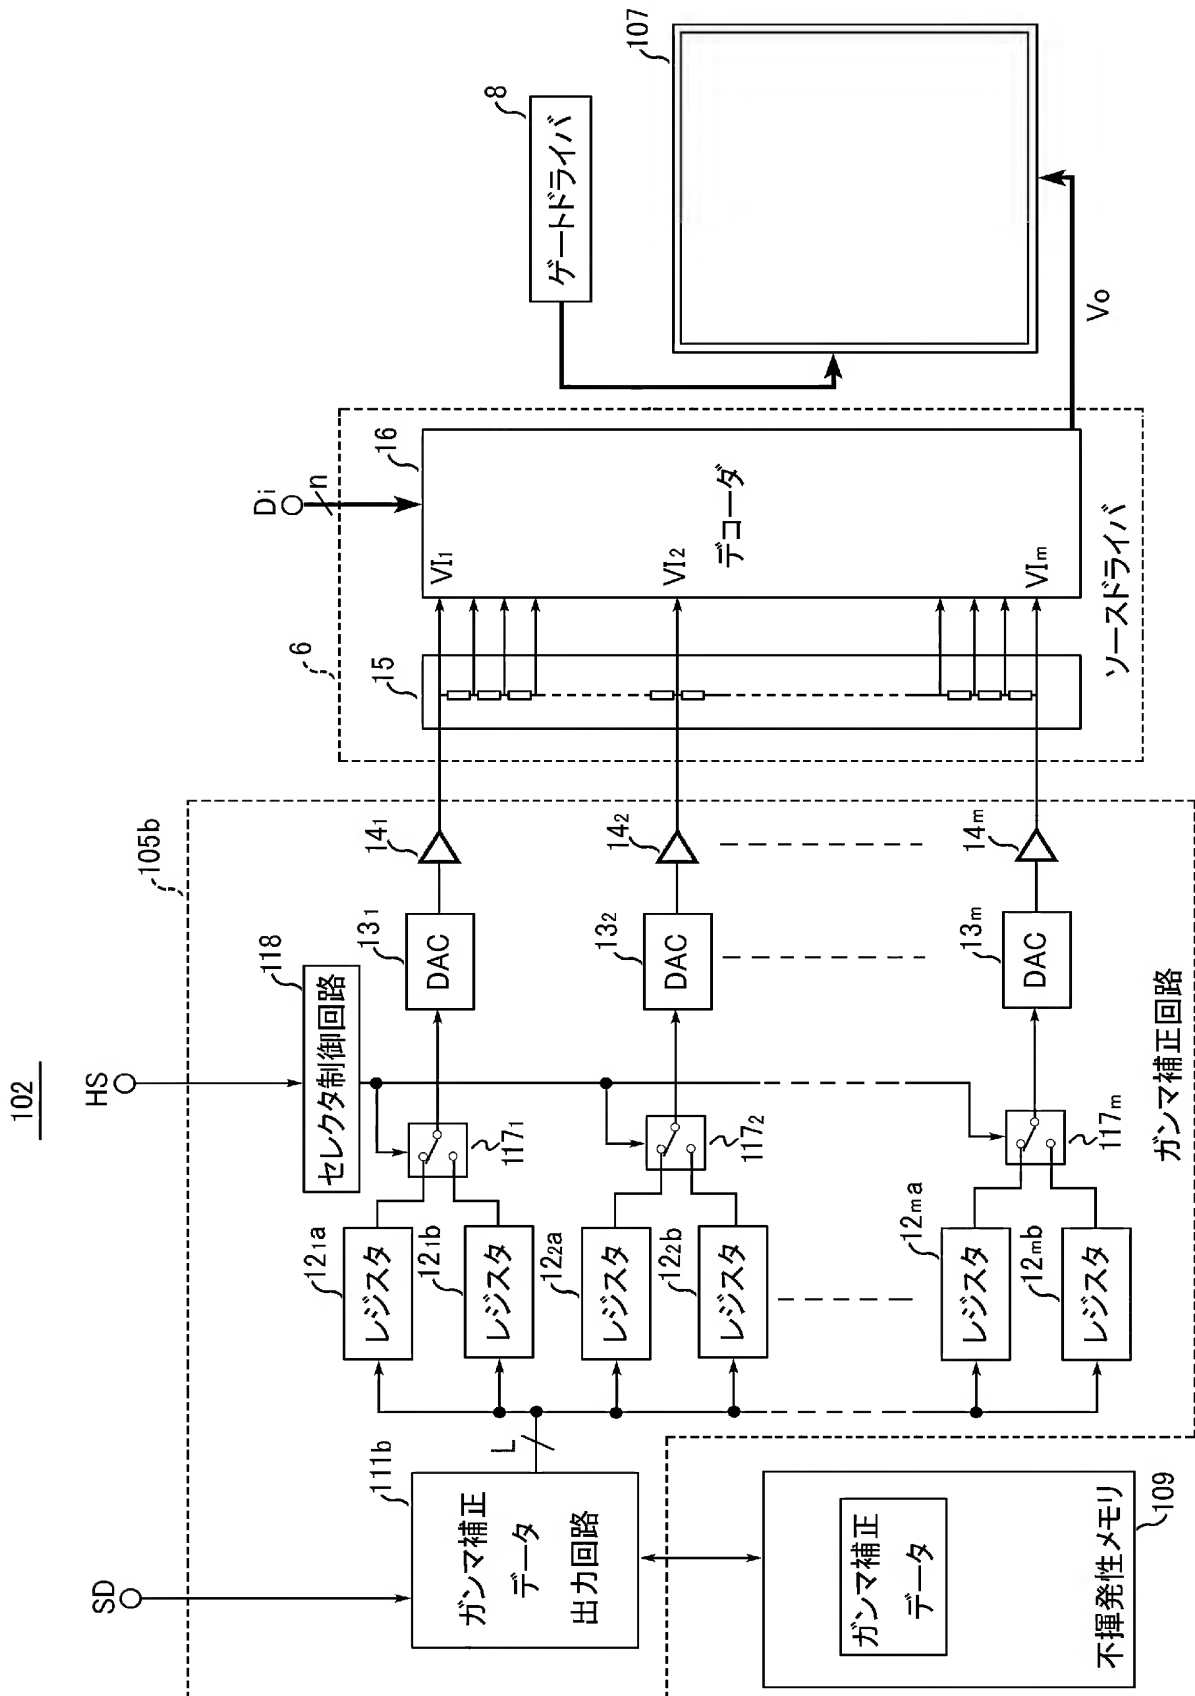 102
SD
HS
Di
n
105b
6
8
107
111b
ガンマ補正
データ
出力回路
L
ガンマ補正
データ
不揮発性メモリ
109
121a
レジスタ
121b
レジスタ
122a
レジスタ
122b
レジスタ
12ma
レジスタ
12mb
レジスタ
118
セレクタ制御回路
1171
1172
117m
131
DAC
132
DAC
13m
DAC
141
142
14m
ガンマ補正回路
15
16
VI1
VI2
VIm
デコーダ
ソースドライバ
ゲートドライバ
Vo